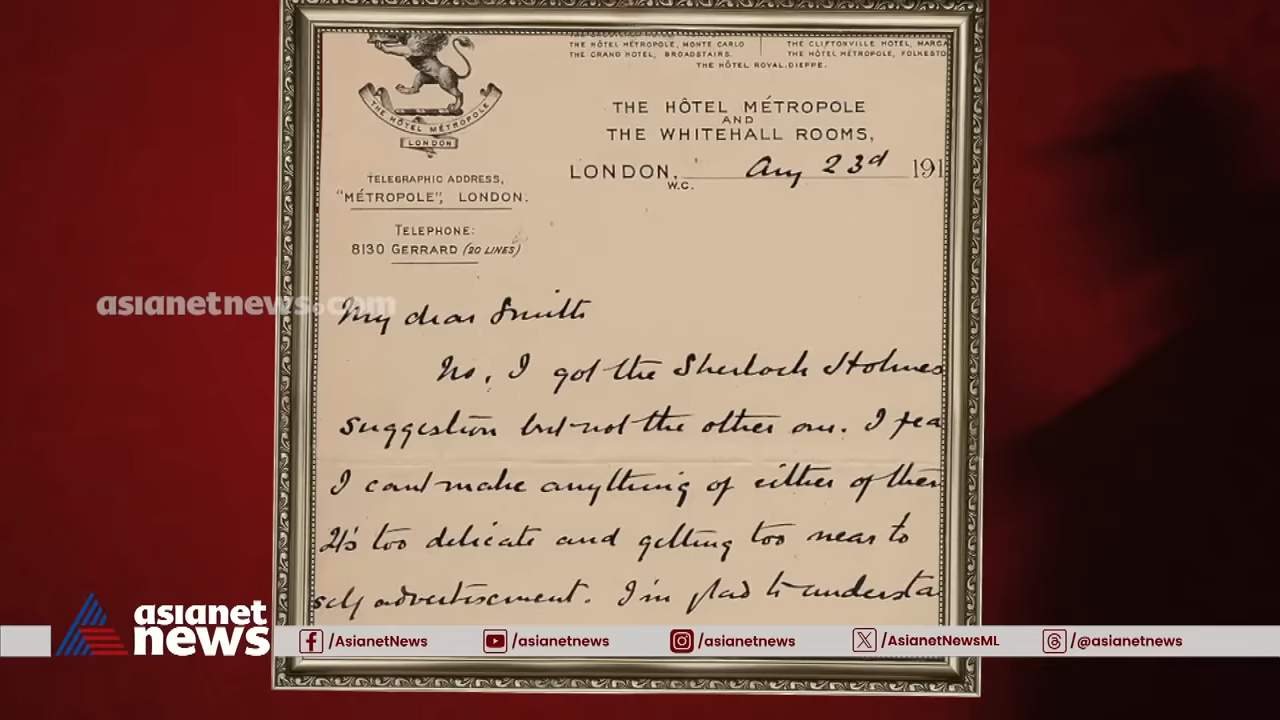 THE HÔTEL MÉTROPOLE, MONTE CARLO
THE GRAND HOTEL, BROADSTAIRS.
THE CLIFTONVILLE HOTEL, MARGA
THE HÔTEL MÉTROPOLE, FOLKESTO
THE HÔTEL ROYAL, DIEPPE.
THE HÔTEL MÉTROPOLE
LONDON
THE HÔTEL MÉTROPOLE
AND
THE WHITEHALL ROOMS,
LONDON, Aug 23d 191
W.C.
TELEGRAPHIC ADDRESS,
"MÉTROPOLE", LONDON.
TELEPHONE:
8130 GERRARD (20 LINES)
asianetnews.com
My dear Smith
No, I got the Sherlock Holmes
suggestion but not the other one. I fea
I cant make anything of either of them
It's too delicate and getting too near to
self advertisement. I'm glad to understa
asianet
news
/AsianetNews
/asianetnews
/asianetnews
/AsianetNewsML
/@asianetnews